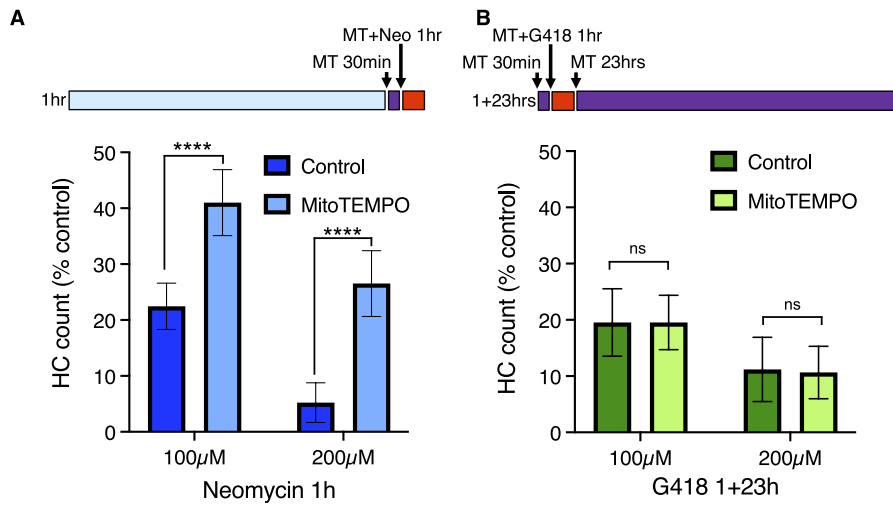 A
MT+Neo 1hr
MT 30min
1hr
HC count (% control)
50
40
30
20
10
0
****
****
Control
MitoTEMPO
100µM
200µM
Neomycin 1h
B
MT+G418 1hr
MT 30min
MT 23hrs
1+23hrs
HC count (% control)
50
40
30
20
10
0
ns
ns
Control
MitoTEMPO
100µM
200µM
G418 1+23h